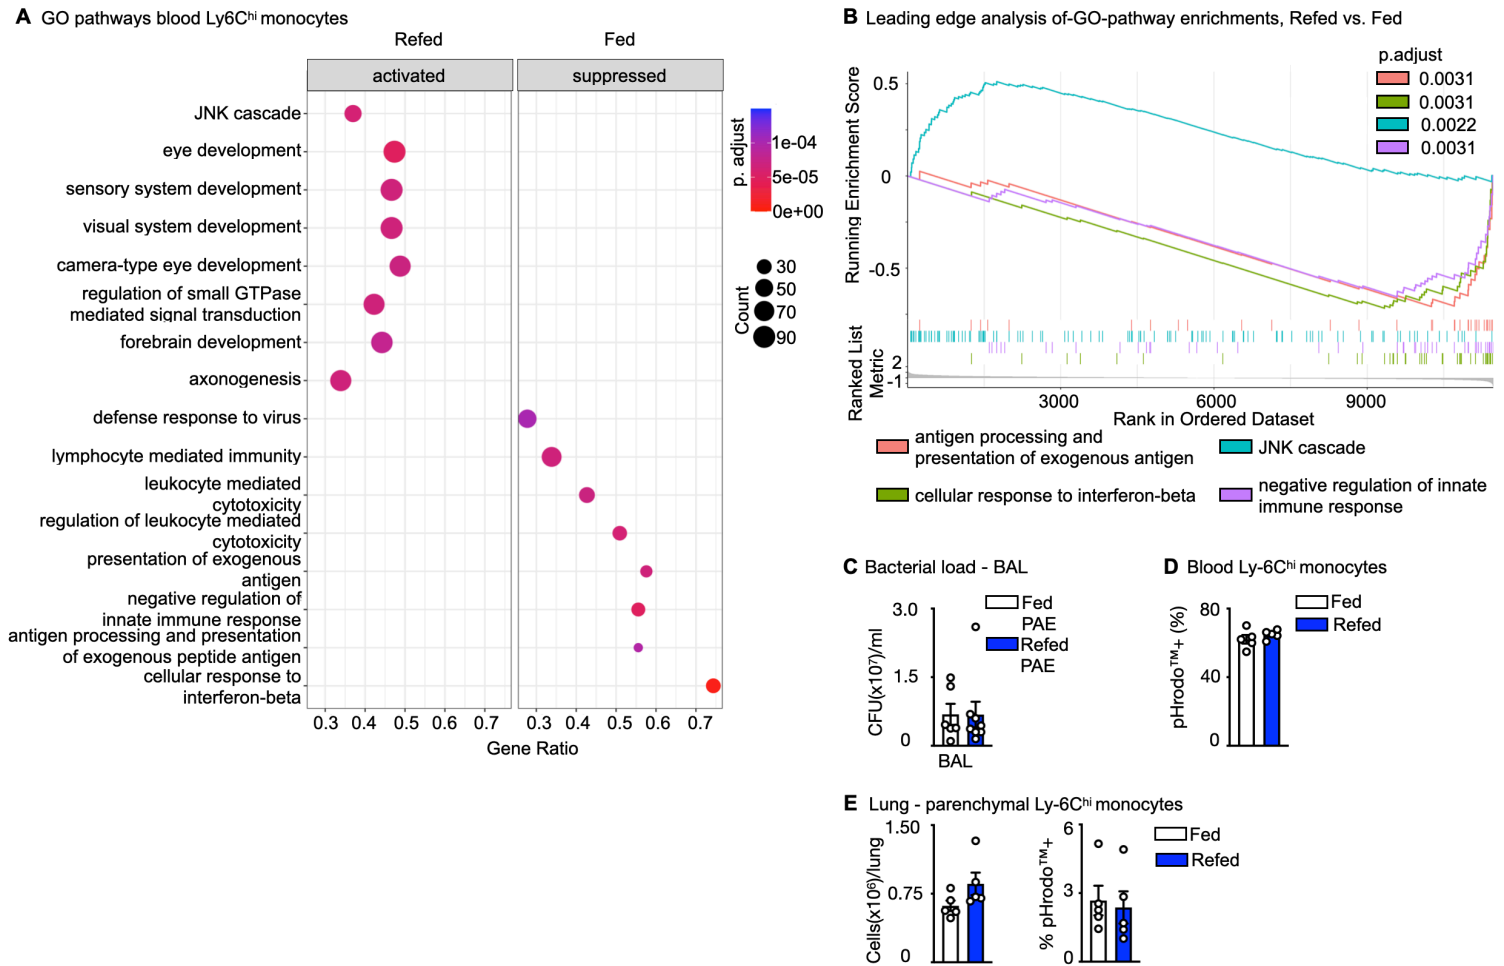 A GO pathways blood Ly6Chi monocytes
Refed
Fed
activated
suppressed
JNK cascade
eye development
sensory system development
visual system development
camera-type eye development
regulation of small GTPase
mediated signal transduction
forebrain development
axonogenesis
defense response to virus
lymphocyte mediated immunity
leukocyte mediated
cytotoxicity
regulation of leukocyte mediated
cytotoxicity
presentation of exogenous
antigen
negative regulation of
innate immune response
antigen processing and presentation
of exogenous peptide antigen
cellular response to
interferon-beta
0.3 0.4 0.5 0.6 0.7
0.3 0.4 0.5 0.6 0.7
Gene Ratio
p. adjust
1e-04
5e-05
0e+00
Count
30
50
70
90
B Leading edge analysis of-GO-pathway enrichments, Refed vs. Fed
p.adjust
0.0031
0.0031
0.0022
0.0031
Running Enrichment Score
0.5
0
-0.5
Ranked List
Metric
2
-1
3000 6000 9000
Rank in Ordered Dataset
antigen processing and
presentation of exogenous antigen
JNK cascade
cellular response to interferon-beta
negative regulation of innate
immune response
C Bacterial load - BAL
Fed
PAE
Refed
PAE
CFU(x10⁷)/ml
3.0
1.5
0
BAL
D Blood Ly-6Chi monocytes
Fed
Refed
pHrodo™+ (%)
80
40
0
E Lung - parenchymal Ly-6Chi monocytes
Cells(x10⁶)/lung
1.50
0.75
0
% pHrodo™+
6
3
0
Fed
Refed